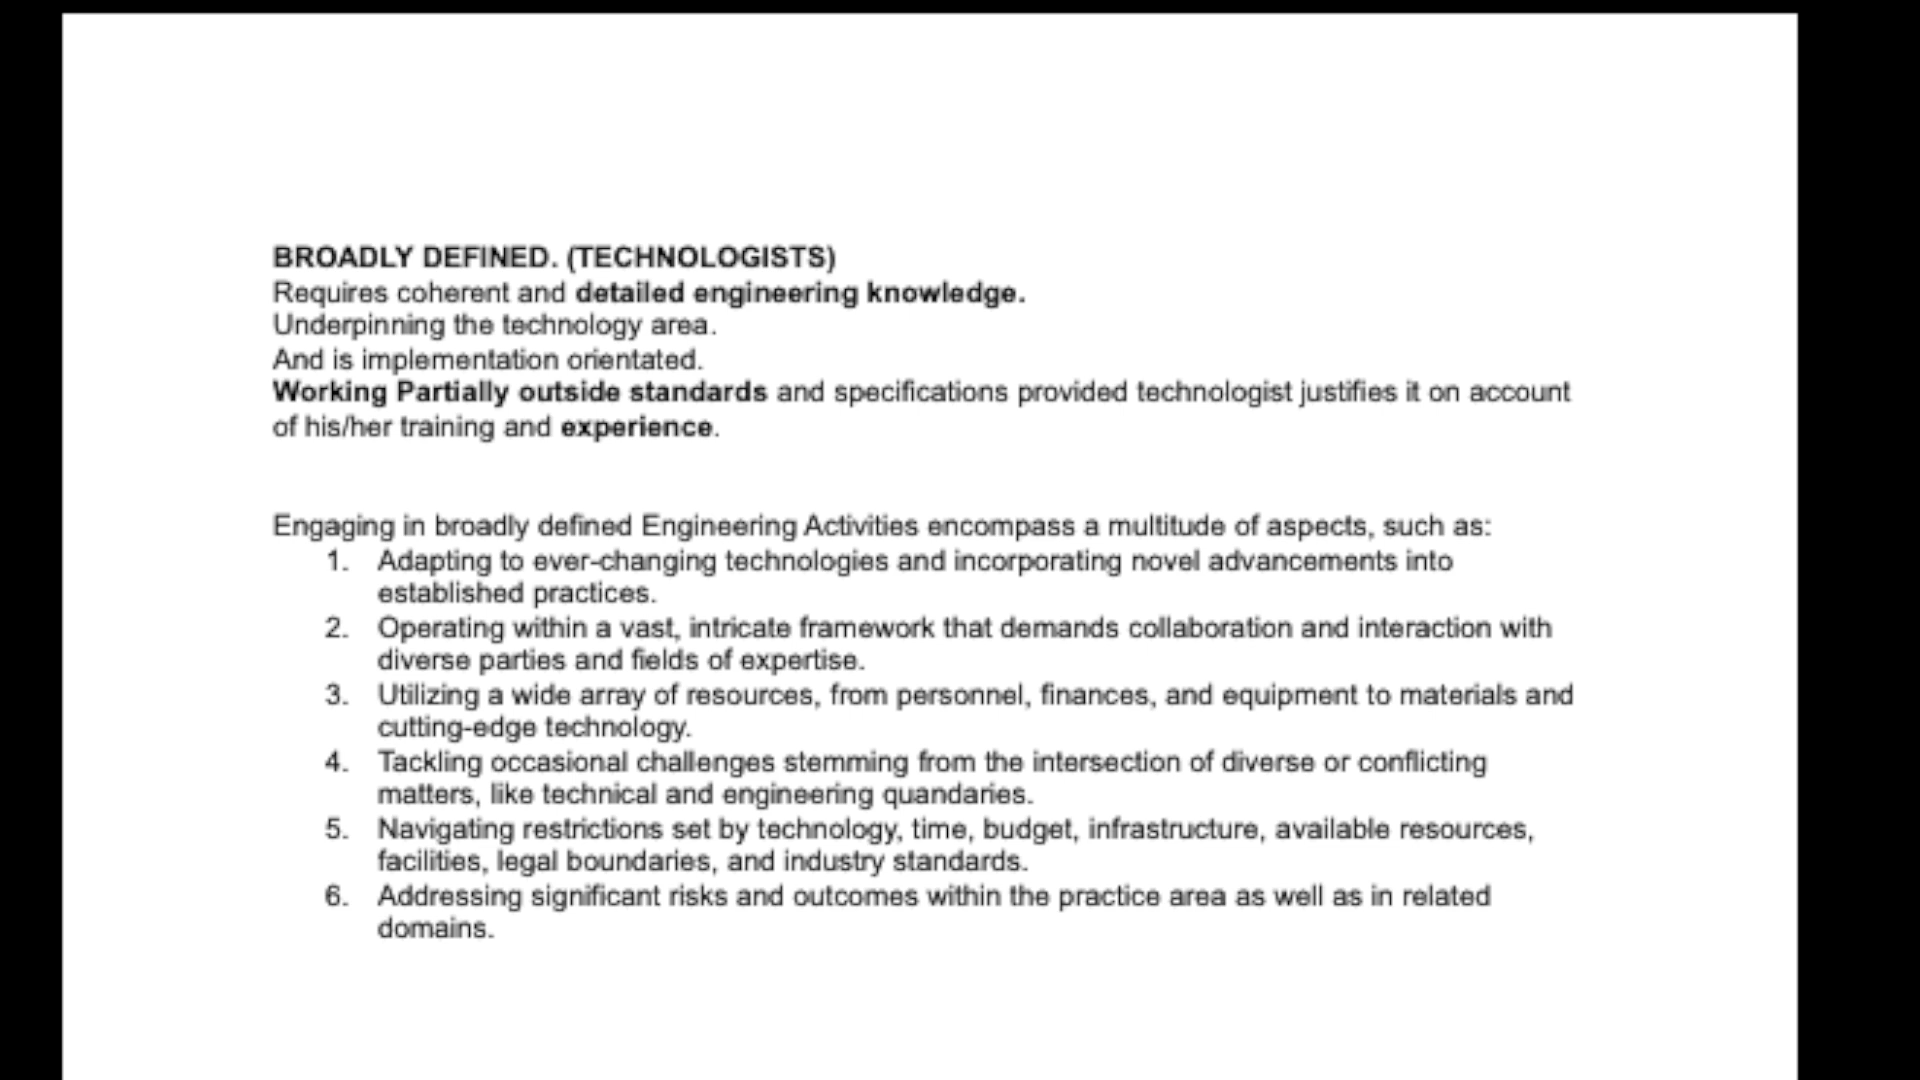 BROADLY DEFINED. (TECHNOLOGISTS)
Requires coherent and detailed engineering knowledge.
Underpinning the technology area.
And is implementation orientated.
Working Partially outside standards and specifications provided technologist justifies it on account
of his/her training and experience.
Engaging in broadly defined Engineering Activities encompass a multitude of aspects, such as:
1. Adapting to ever-changing technologies and incorporating novel advancements into
established practices.
2. Operating within a vast, intricate framework that demands collaboration and interaction with
diverse parties and fields of expertise.
3. Utilizing a wide array of resources, from personnel, finances, and equipment to materials and
cutting-edge technology.
4. Tackling occasional challenges stemming from the intersection of diverse or conflicting
matters, like technical and engineering quandaries.
5. Navigating restrictions set by technology, time, budget, infrastructure, available resources,
facilities, legal boundaries, and industry standards.
6. Addressing significant risks and outcomes within the practice area as well as in related
domains.